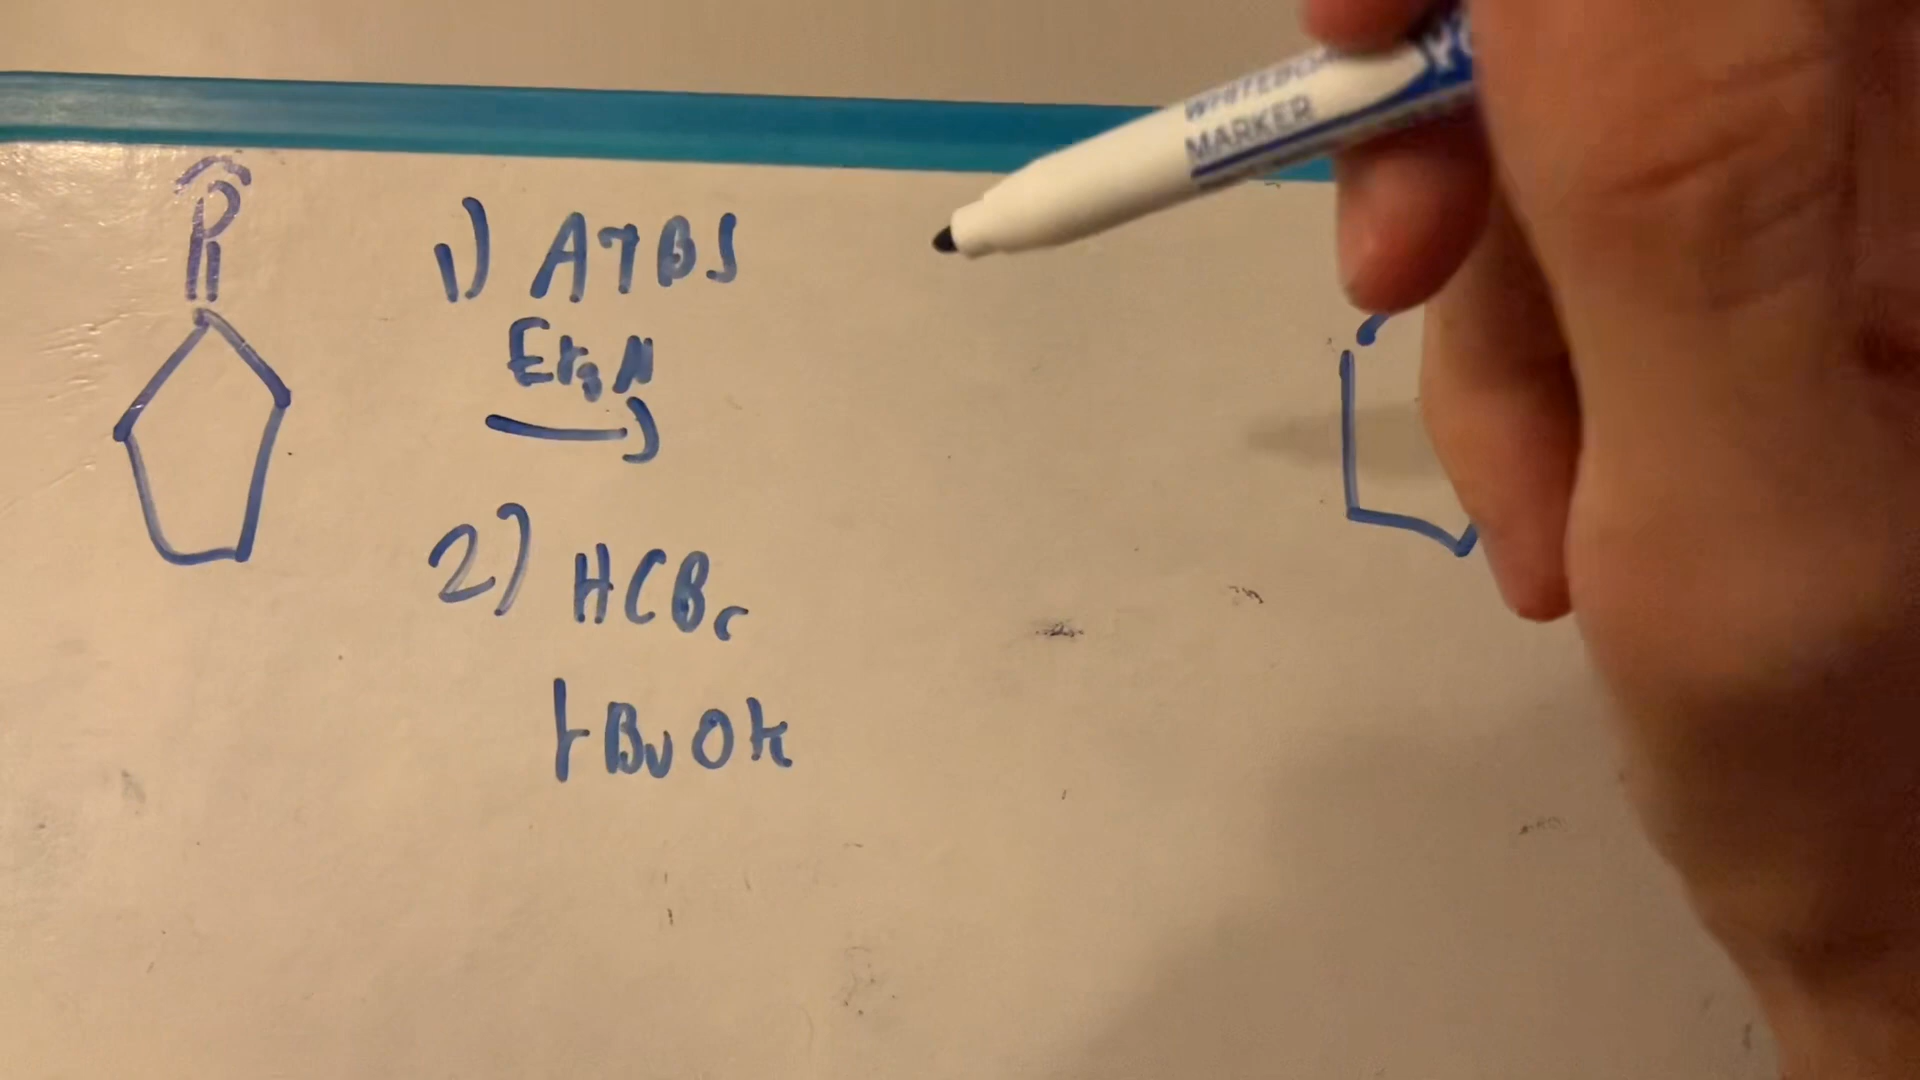 P
1) ATBS
Et3N
2) HCBr
tBuOK
WHITEBOARD
MARKER